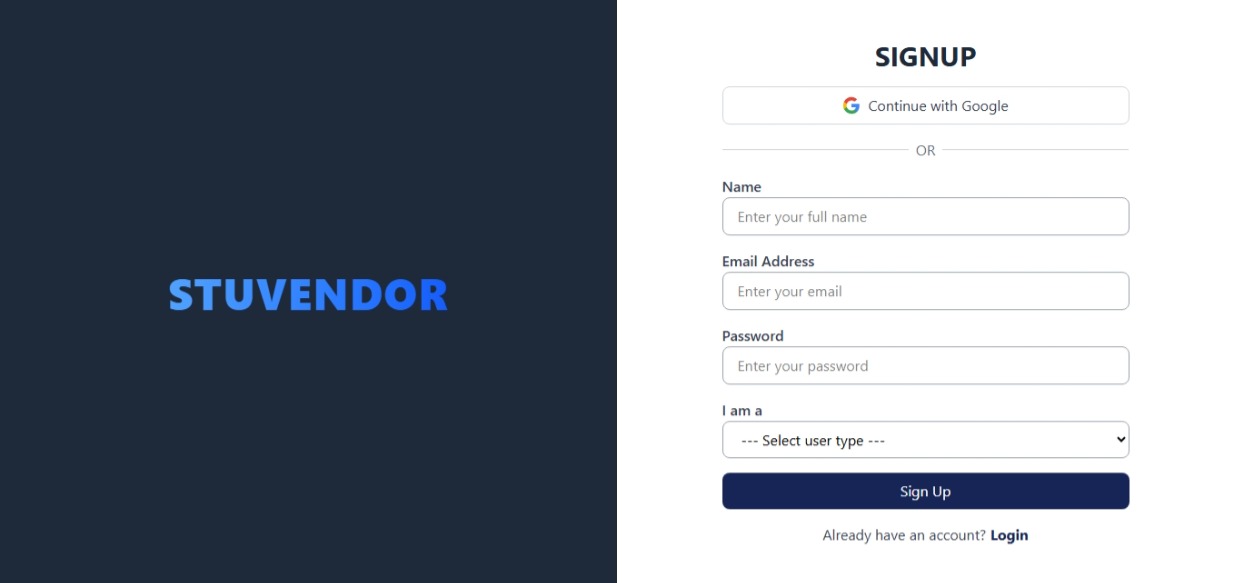 STUVENDOR
SIGNUP
Continue with Google
OR
Name
Enter your full name
Email Address
Enter your email
Password
Enter your password
I am a
--- Select user type ---
Sign Up
Already have an account? Login